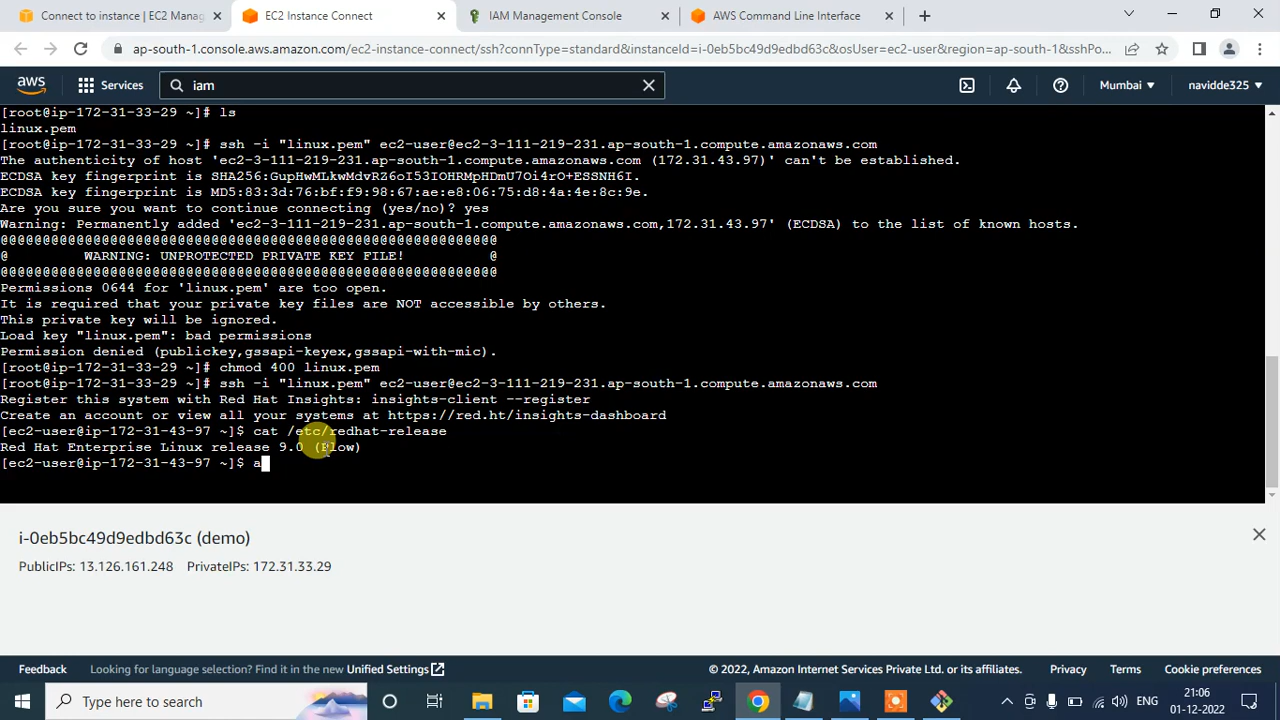 Connect to instance | EC2 Manag
EC2 Instance Connect
IAM Management Console
AWS Command Line Interface
ap-south-1.console.aws.amazon.com/ec2-instance-connect/ssh?connType=standard&instanceId=i-0eb5bc49d9edbd63c&osUser=ec2-user&region=ap-south-1&sshPo...
aws
Services
iam
Mumbai
navidde325
[root@ip-172-31-33-29 ~]# ls
linux.pem
[root@ip-172-31-33-29 ~]# ssh -i "linux.pem" ec2-user@ec2-3-111-219-231.ap-south-1.compute.amazonaws.com
The authenticity of host 'ec2-3-111-219-231.ap-south-1.compute.amazonaws.com (172.31.43.97)' can't be established.
ECDSA key fingerprint is SHA256:GupHwMLkwMdvRZ6oI53IOHRMpHDmU7Oi4rO+ESSNH6I.
ECDSA key fingerprint is MD5:83:3d:76:bf:f9:98:67:ae:e8:06:75:d8:4a:4e:8c:9e.
Are you sure you want to continue connecting (yes/no)? yes
Warning: Permanently added 'ec2-3-111-219-231.ap-south-1.compute.amazonaws.com,172.31.43.97' (ECDSA) to the list of known hosts.
@@@@@@@@@@@@@@@@@@@@@@@@@@@@@@@@@@@@@@@@@@@@@@@@@@@@@@@@@@@
@         WARNING: UNPROTECTED PRIVATE KEY FILE!          @
@@@@@@@@@@@@@@@@@@@@@@@@@@@@@@@@@@@@@@@@@@@@@@@@@@@@@@@@@@@
Permissions 0644 for 'linux.pem' are too open.
It is required that your private key files are NOT accessible by others.
This private key will be ignored.
Load key "linux.pem": bad permissions
Permission denied (publickey,gssapi-keyex,gssapi-with-mic).
[root@ip-172-31-33-29 ~]# chmod 400 linux.pem
[root@ip-172-31-33-29 ~]# ssh -i "linux.pem" ec2-user@ec2-3-111-219-231.ap-south-1.compute.amazonaws.com
Register this system with Red Hat Insights: insights-client --register
Create an account or view all your systems at https://red.ht/insights-dashboard
[ec2-user@ip-172-31-43-97 ~]$ cat /etc/redhat-release
Red Hat Enterprise Linux release 9.0 (Plow)
[ec2-user@ip-172-31-43-97 ~]$ a
i-0eb5bc49d9edbd63c (demo)
PublicIPs: 13.126.161.248 PrivateIPs: 172.31.33.29
Feedback
Looking for language selection? Find it in the new Unified Settings
© 2022, Amazon Internet Services Private Ltd. or its affiliates.
Privacy
Terms
Cookie preferences
Type here to search
ENG
21:06
01-12-2022